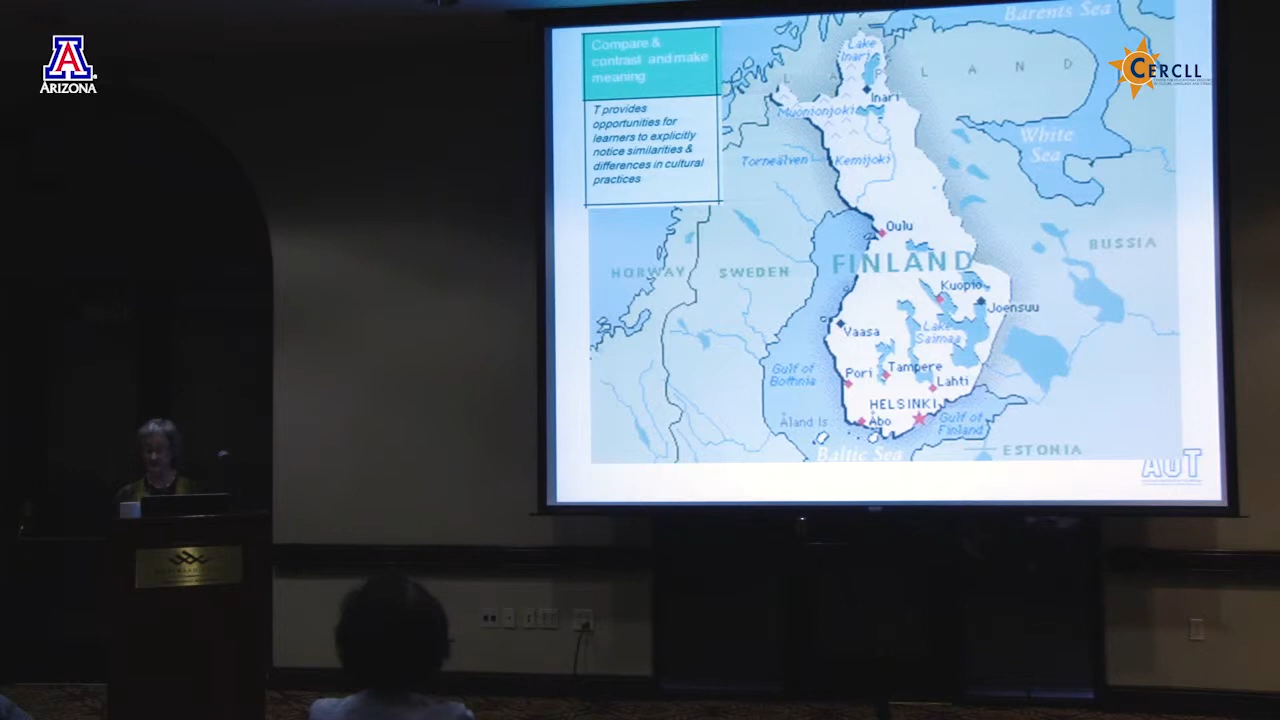 ARIZONA
CERCLL
Compare &
contrast and make
meaning
T provides
opportunities for
learners to explicitly
notice similarities &
differences in cultural
practices
Barents Sea
Lake
Inari
L A P L A N D
Inari
Muonionjoki
White
Sea
Torneälven
Kemijoki
Oulu
RUSSIA
FINLAND
NORWAY
SWEDEN
Kuopio
Joensuu
Vaasa
Lake
Saimaa
Gulf of
Bothnia
Pori
Tampere
Lahti
HELSINKI
Åland Is
Åbo
Gulf of
Finland
Baltic Sea
ESTONIA
AUT